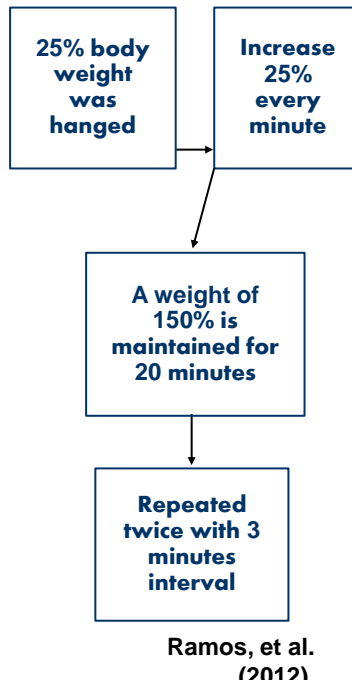 25% body
weight
was
hanged
Increase
25%
every
minute
A weight of
150% is
maintained for
20 minutes
Repeated
twice with 3
minutes
interval
Ramos, et al.
(2012)